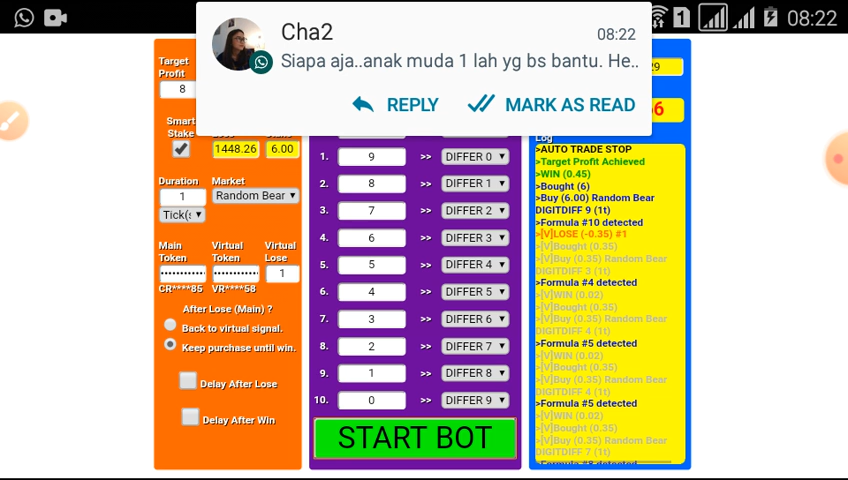 08:22
Cha2
08:22
Siapa aja..anak muda 1 lah yg bs bantu. He..
REPLY
MARK AS READ
Target
Profit
8
Smart
Stake
1448.26
6.00
Duration
Market
1
Random Bear
Tick(
Main
Token
Virtual
Token
Virtual
Lose
1
CR****85
VR****58
After Lose (Main) ?
Back to virtual signal.
Keep purchase until win.
Delay After Lose
Delay After Win
1. 9 >> DIFFER 0
2. 8 >> DIFFER 1
3. 7 >> DIFFER 2
4. 6 >> DIFFER 3
5. 5 >> DIFFER 4
6. 4 >> DIFFER 5
7. 3 >> DIFFER 6
8. 2 >> DIFFER 7
9. 1 >> DIFFER 8
10. 0 >> DIFFER 9
START BOT
Log
>AUTO TRADE STOP
>Target Profit Achieved
>WIN (0.45)
>Bought (6)
>Buy (6.00) Random Bear
DIGITDIFF 9 (1t)
>Formula #10 detected
>[V]LOSE (-0.35) #1
>[V]Bought (0.35)
>[V]Buy (0.35) Random Bear
DIGITDIFF 3 (1t)
>Formula #4 detected
>[V]WIN (0.02)
>[V]Bought (0.35)
>[V]Buy (0.35) Random Bear
DIGITDIFF 4 (1t)
>Formula #5 detected
>[V]WIN (0.02)
>[V]Bought (0.35)
>[V]Buy (0.35) Random Bear
DIGITDIFF 4 (1t)
>Formula #5 detected
>[V]WIN (0.02)
>[V]Bought (0.35)
>[V]Buy (0.35) Random Bear
DIGITDIFF 7 (1t)
>Formula #8 detected